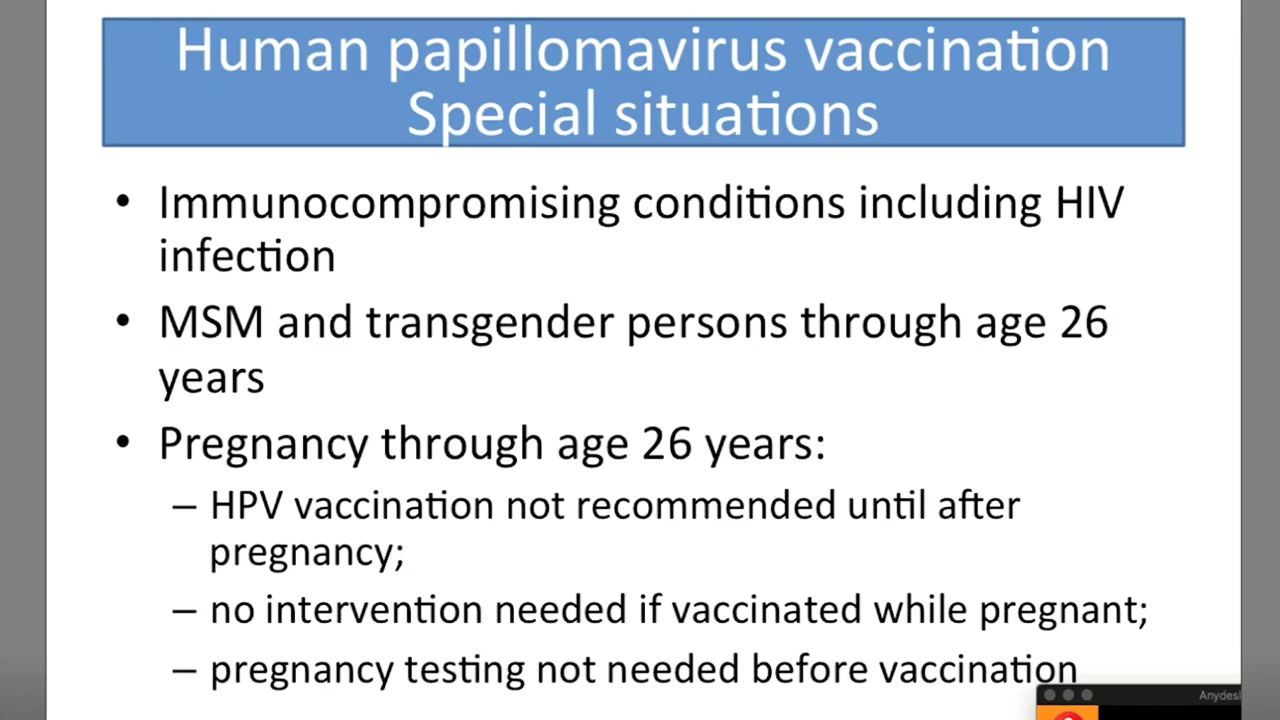 Human papillomavirus vaccination
Special situations
• Immunocompromising conditions including HIV
infection
• MSM and transgender persons through age 26
years
• Pregnancy through age 26 years:
– HPV vaccination not recommended until after
pregnancy;
– no intervention needed if vaccinated while pregnant;
– pregnancy testing not needed before vaccination